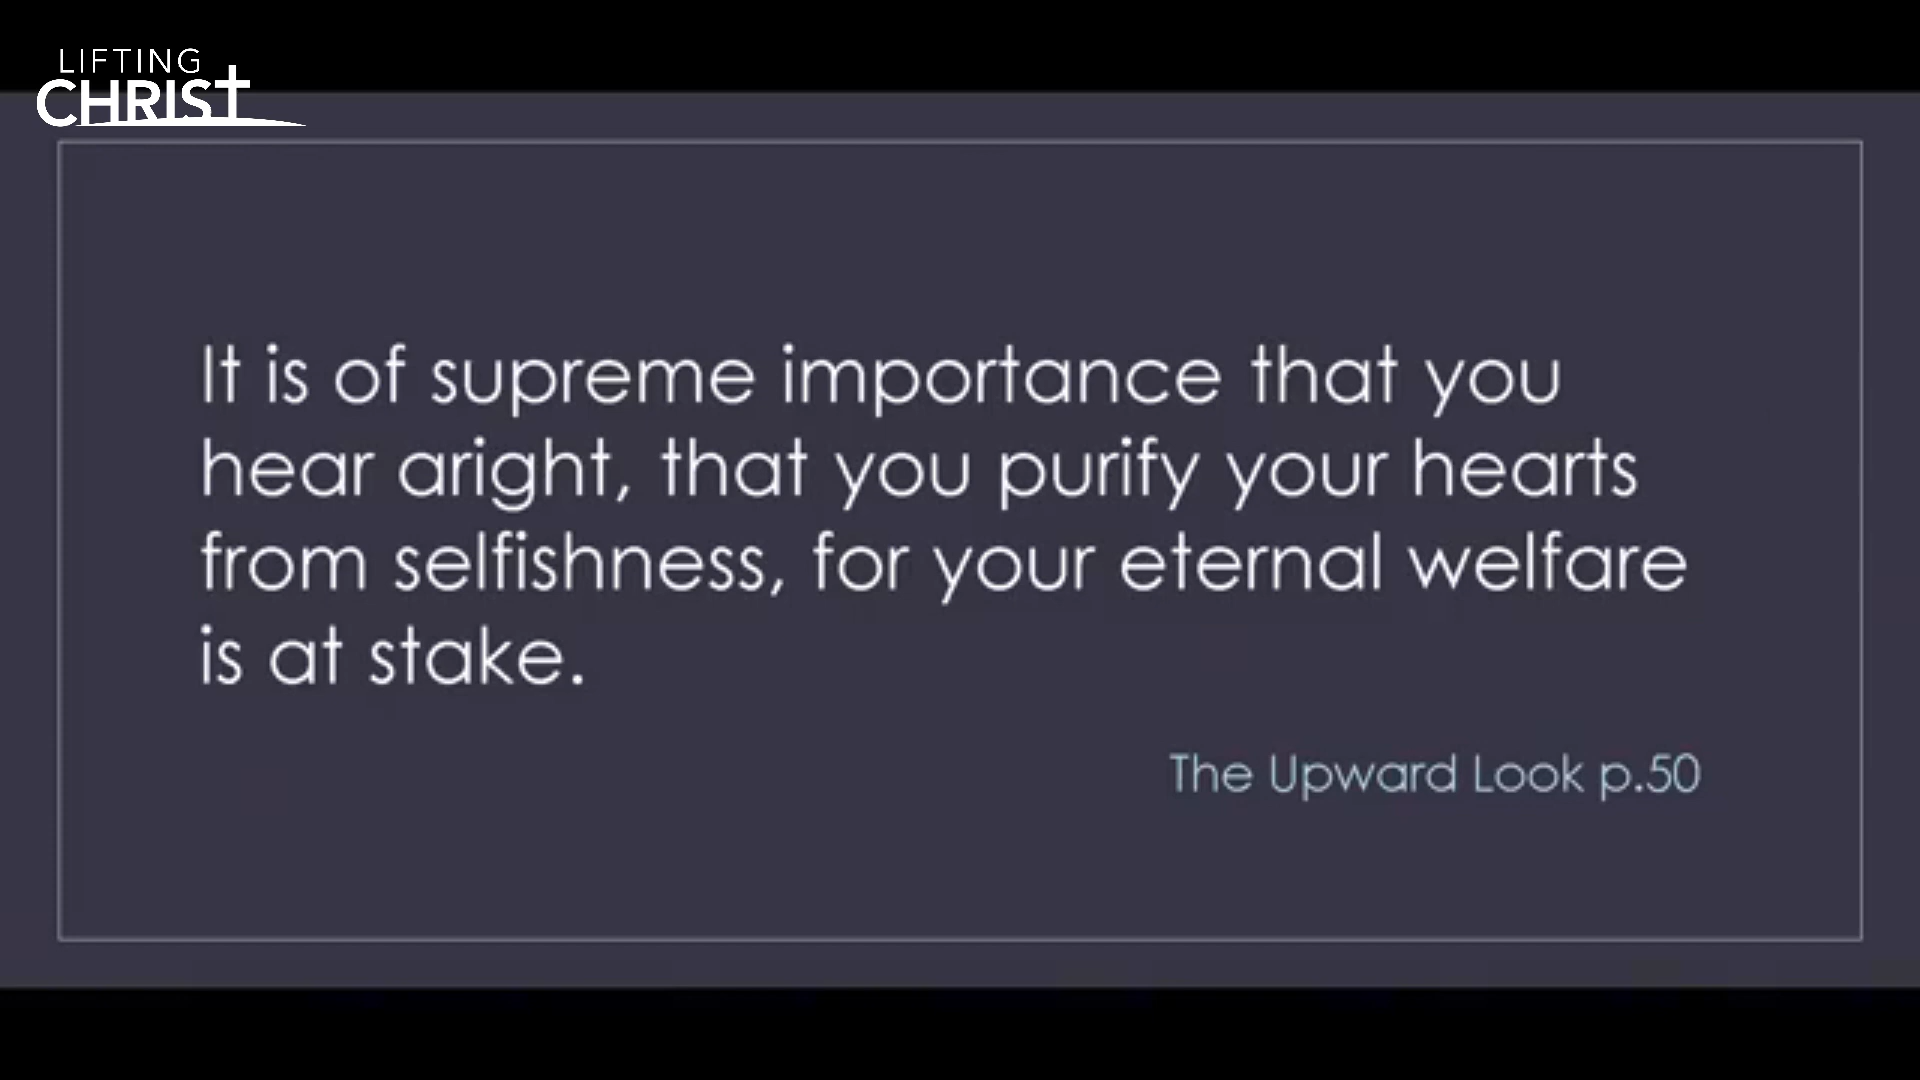 LIFTING
CHRIST
It is of supreme importance that you
hear aright, that you purify your hearts
from selfishness, for your eternal welfare
is at stake.
The Upward Look p.50